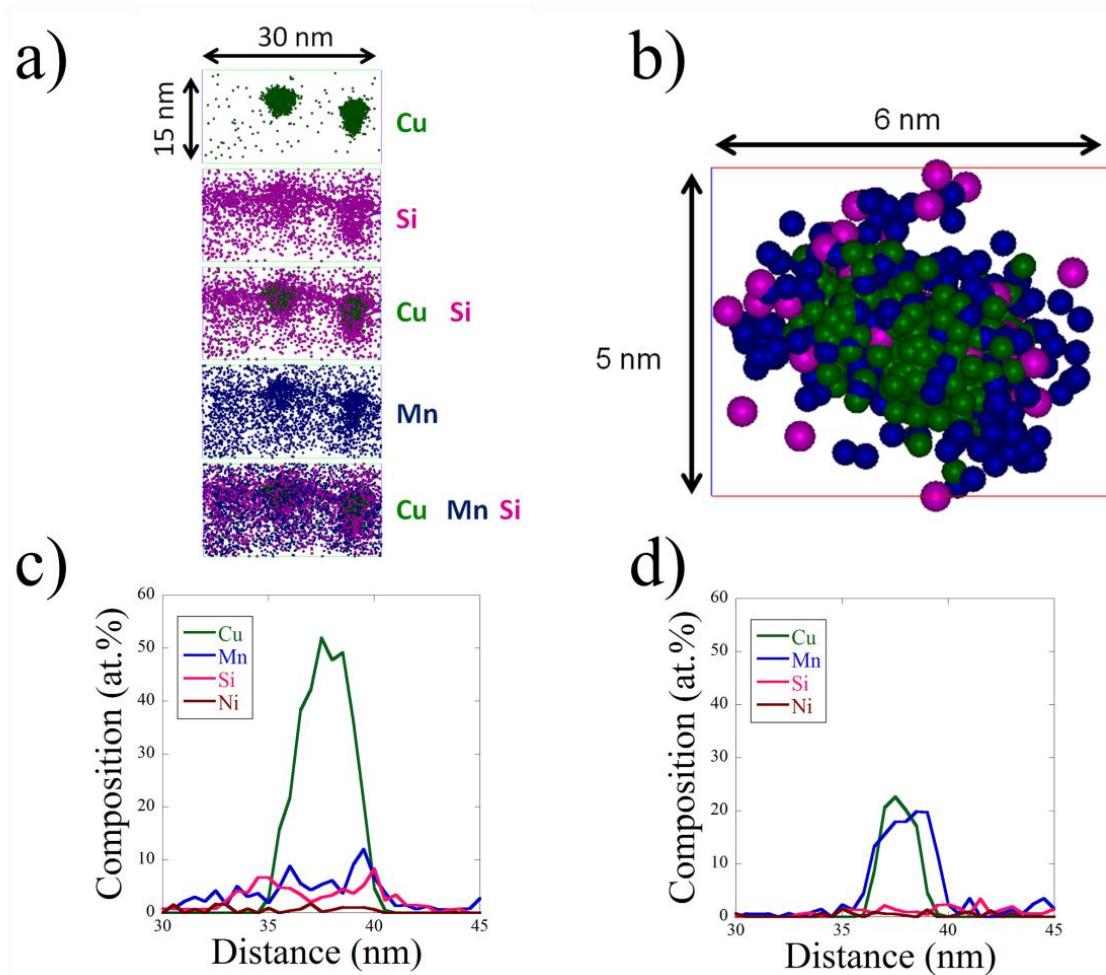 a)
30 nm
15 nm
Cu
Si
Cu Si
Mn
Cu Mn Si
b)
6 nm
5 nm
c)
60
50
40
30
20
10
0
Composition (at.%)
Cu
Mn
Si
Ni
30 35 40 45
Distance (nm)
d)
60
50
40
30
20
10
0
Composition (at.%)
Cu
Mn
Si
Ni
30 35 40 45
Distance (nm)